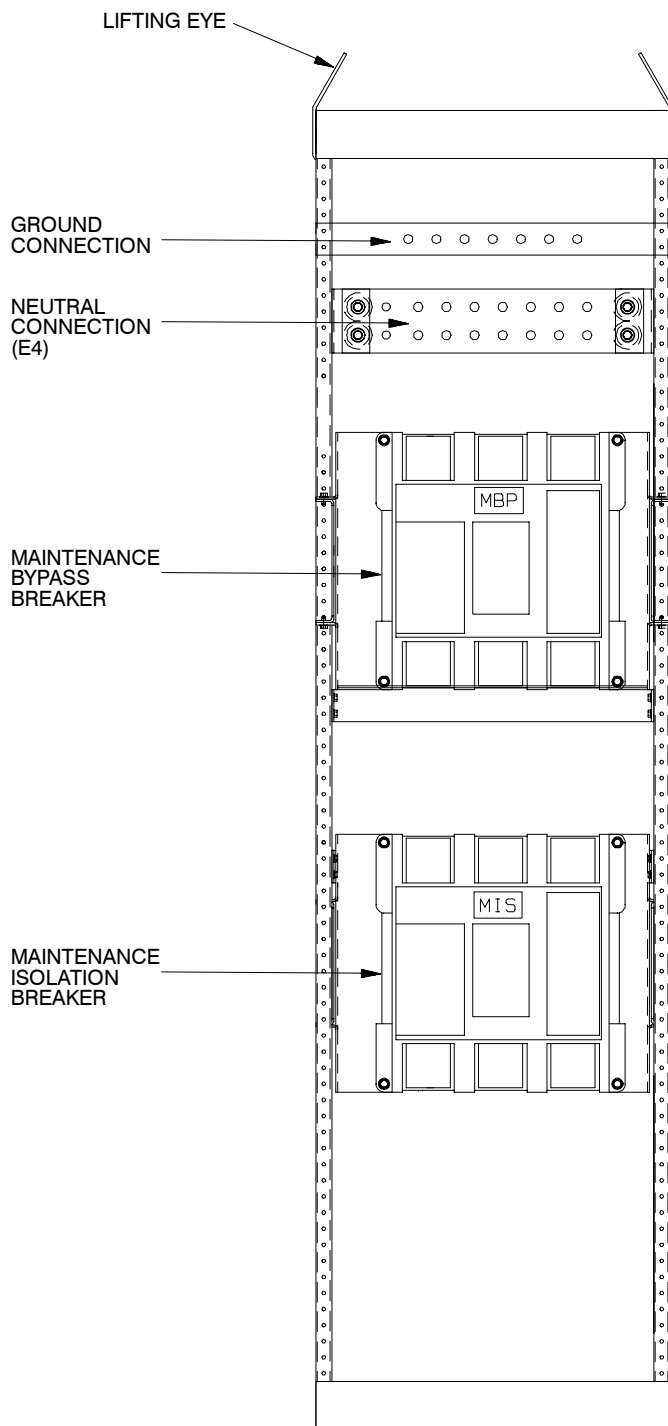 LIFTING EYE
GROUND
CONNECTION
NEUTRAL
CONNECTION
(E4)
MBP
MAINTENANCE
BYPASS
BREAKER
MIS
MAINTENANCE
ISOLATION
BREAKER